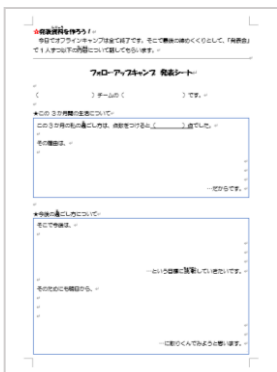 ☆発表資料を作ろう！
今日でオフラインキャンプは全て終了です。そこで最後の締めくくりとして、「発表会」
で1人ずつ以下の内容について話してもらいます。
フォローアップキャンプ 発表シート
（　　　　　　）チームの（　　　　　　　　　　）です。
★この 3か月間の生活について
この3か月の私の過ごし方は、点数をつけると（　　　　　）点でした。
その理由は、
…だからです。
★今後の過ごし方について
そこで今後は、
…という目標に挑戦していきたいです。
そのためにも明日から、
…に取りくんでみようと思います。